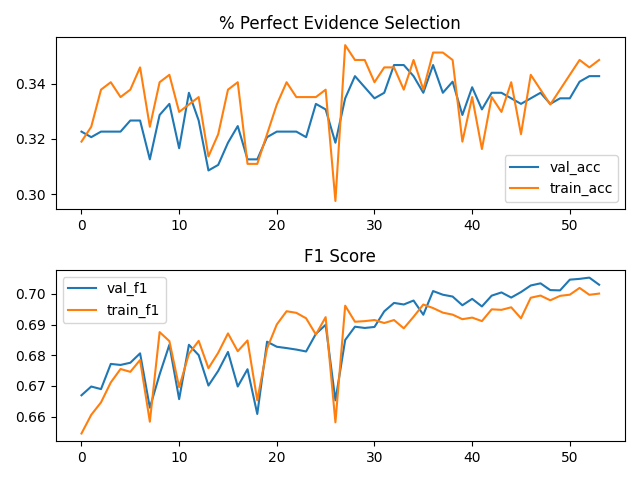 % Perfect Evidence Selection
0.34
0.32
0.30
val_acc
train_acc
0 10 20 30 40 50
F1 Score
val_f1
train_f1
0.70
0.69
0.68
0.67
0.66
0 10 20 30 40 50